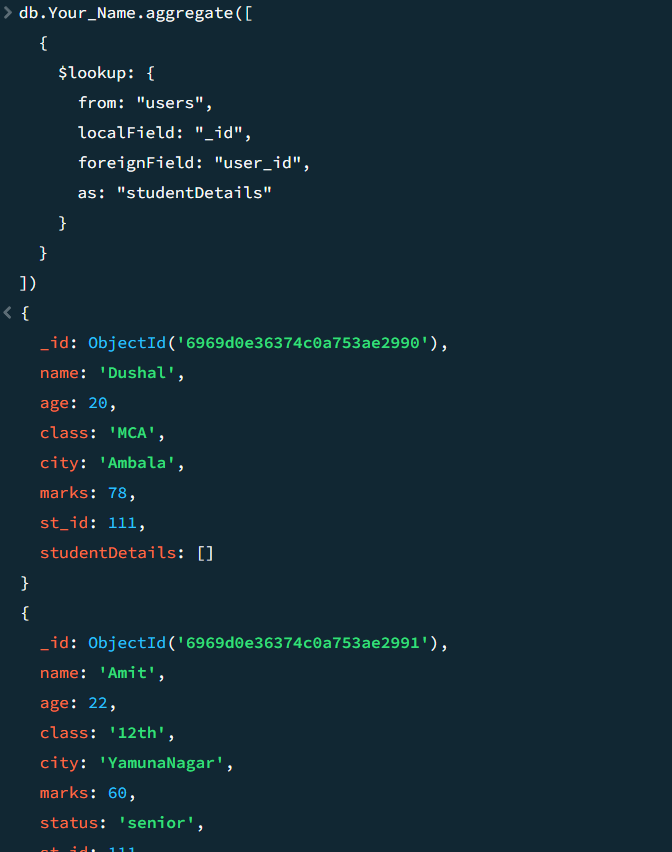 db.Your_Name.aggregate([
{
$lookup: {
from: "users",
localField: "_id",
foreignField: "user_id",
as: "studentDetails"
}
}
])
{
_id: ObjectId('6969d0e36374c0a753ae2990'),
name: 'Dushal',
age: 20,
class: 'MCA',
city: 'Ambala',
marks: 78,
st_id: 111,
studentDetails: []
}
{
_id: ObjectId('6969d0e36374c0a753ae2991'),
name: 'Amit',
age: 22,
class: '12th',
city: 'YamunaNagar',
marks: 60,
status: 'senior',
st_id: 111